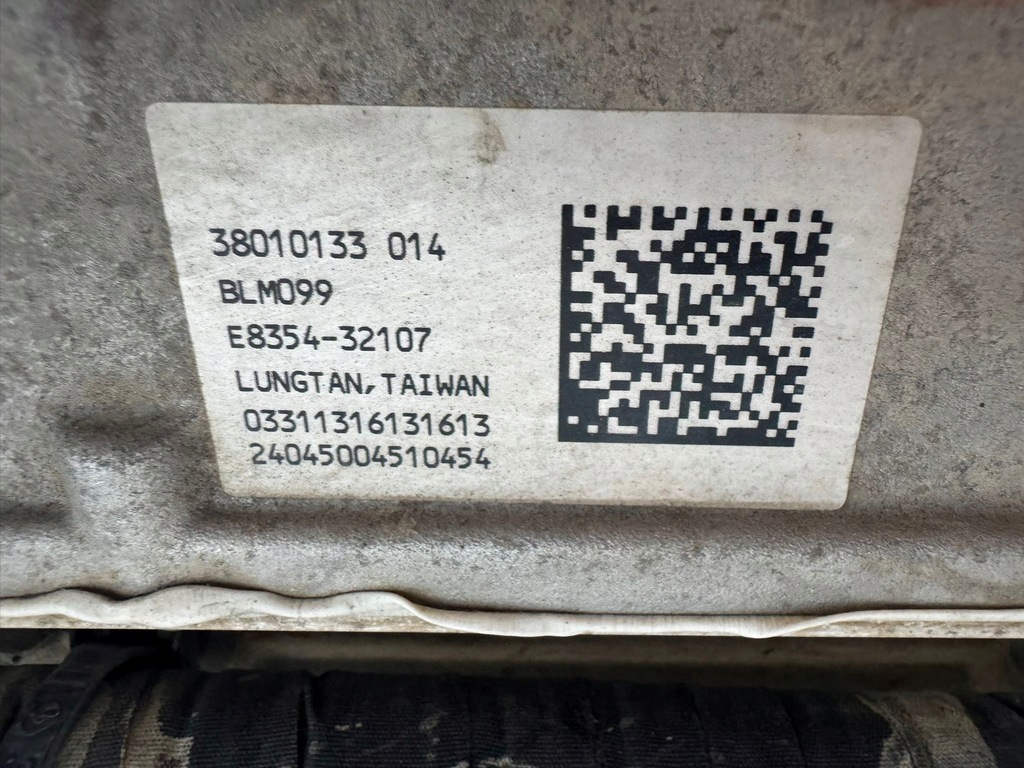 38010133 014
BLM099
E8354-32107
LUNGTAN, TAIWAN
03311316131613
24045004510454